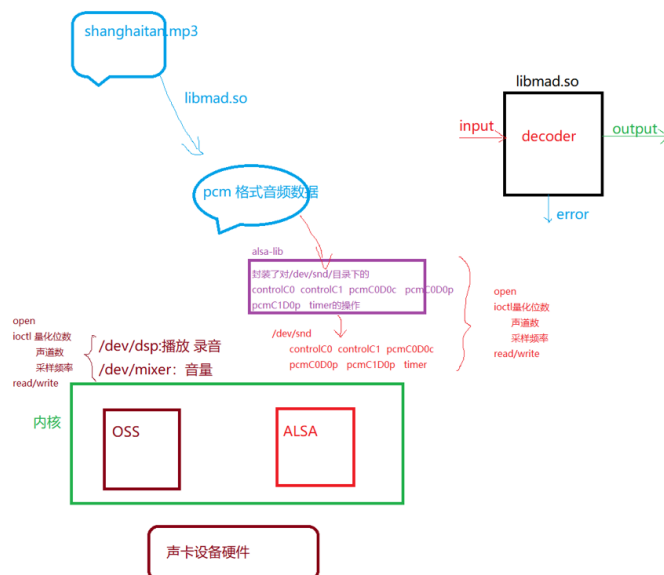 shanghaitan.mp3
libmad.so
libmad.so
input
decoder
output
error
pcm 格式音频数据
alsa-lib
封装了对/dev/snd/目录下的
controlC0 controlC1 pcmC0D0c pcmC0D0p
pcmC1D0p timer的操作
open
ioctl量化位数
声道数
采样频率
read/write
/dev/snd
controlC0 controlC1 pcmC0D0c
pcmC0D0p pcmC1D0p timer
open
ioctl 量化位数
声道数
采样频率
read/write
/dev/dsp:播放 录音
/dev/mixer：音量
内核
OSS
ALSA
声卡设备硬件